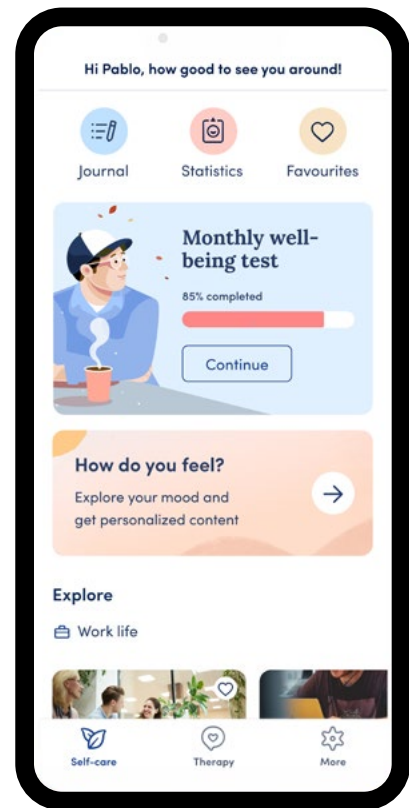 Hi Pablo, how good to see you around!
Journal Statistics Favourites
Monthly well-
being test
85% completed
Continue
How do you feel?
Explore your mood and
get personalized content
Explore
Work life
Self-care Therapy More